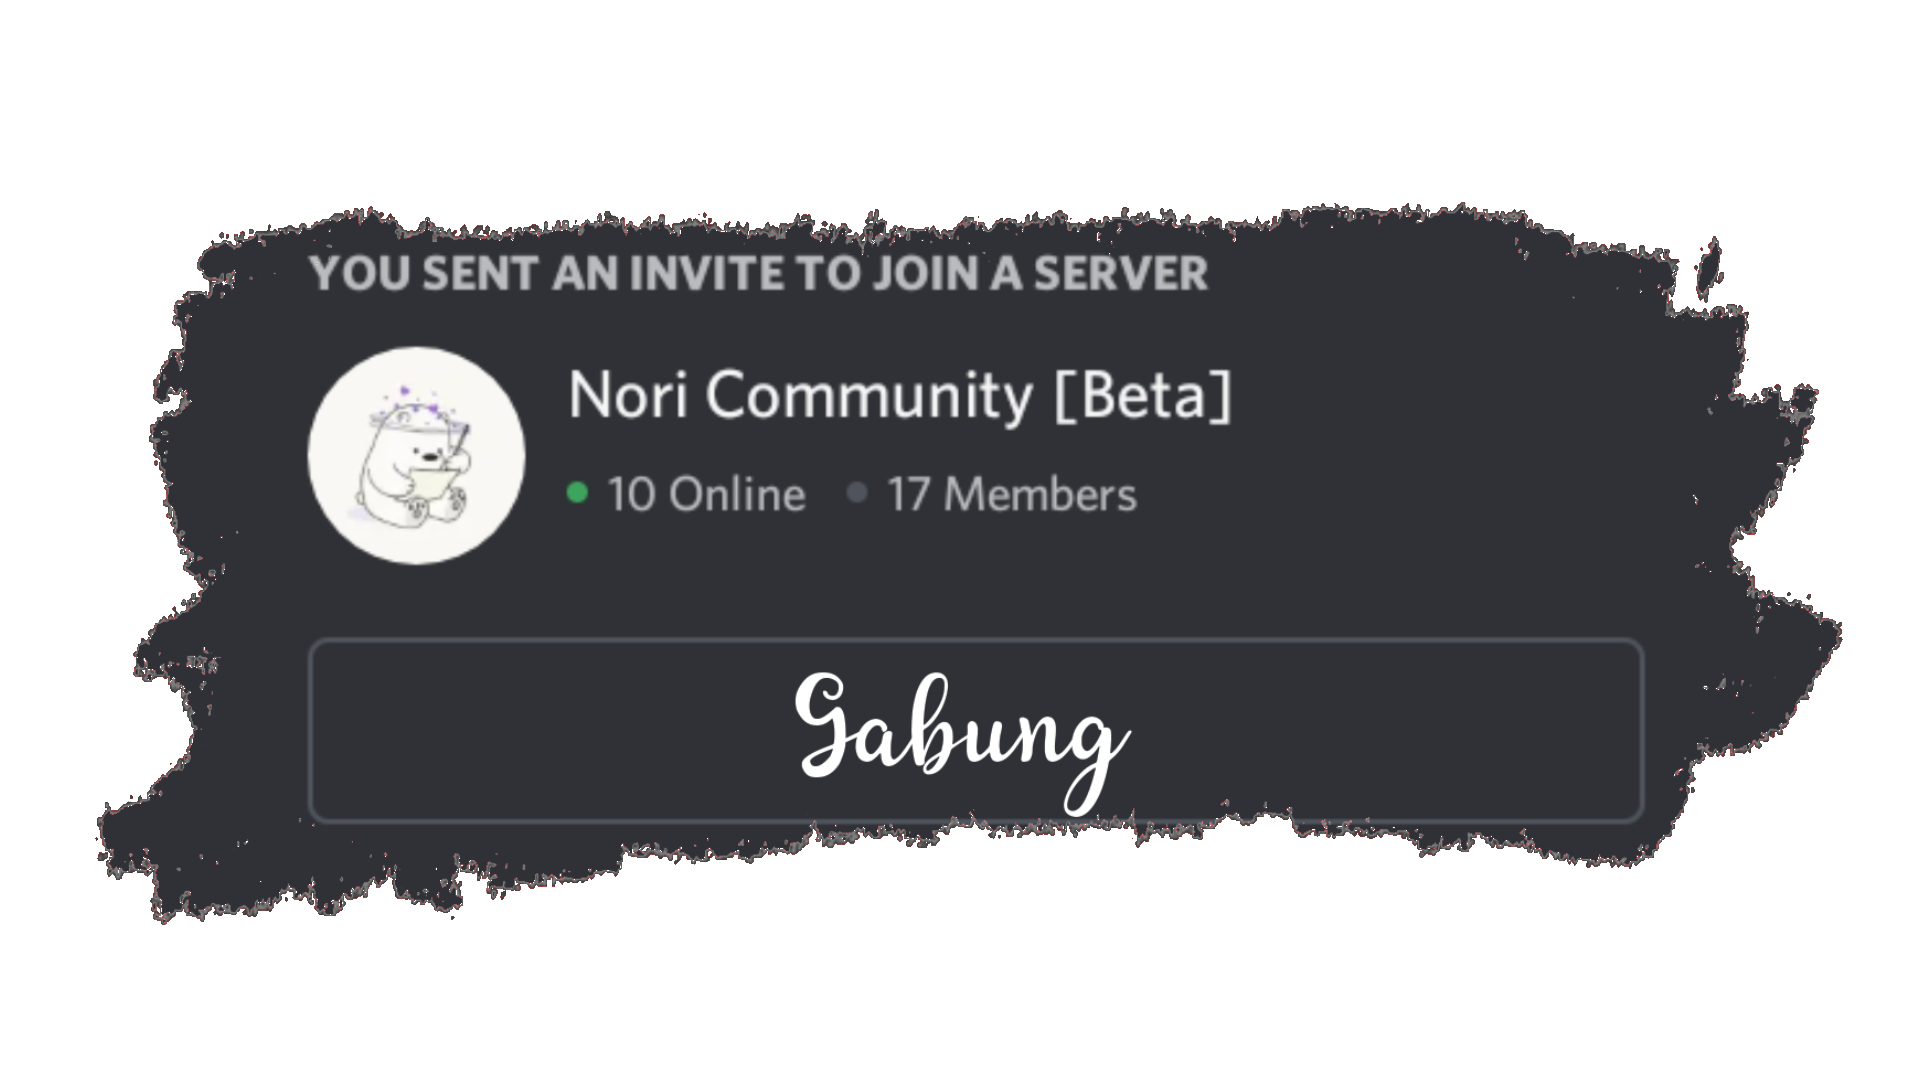 YOU SENT AN INVITE TO JOIN A SERVER
Nori Community [Beta]
10 Online 17 Members
Gabung